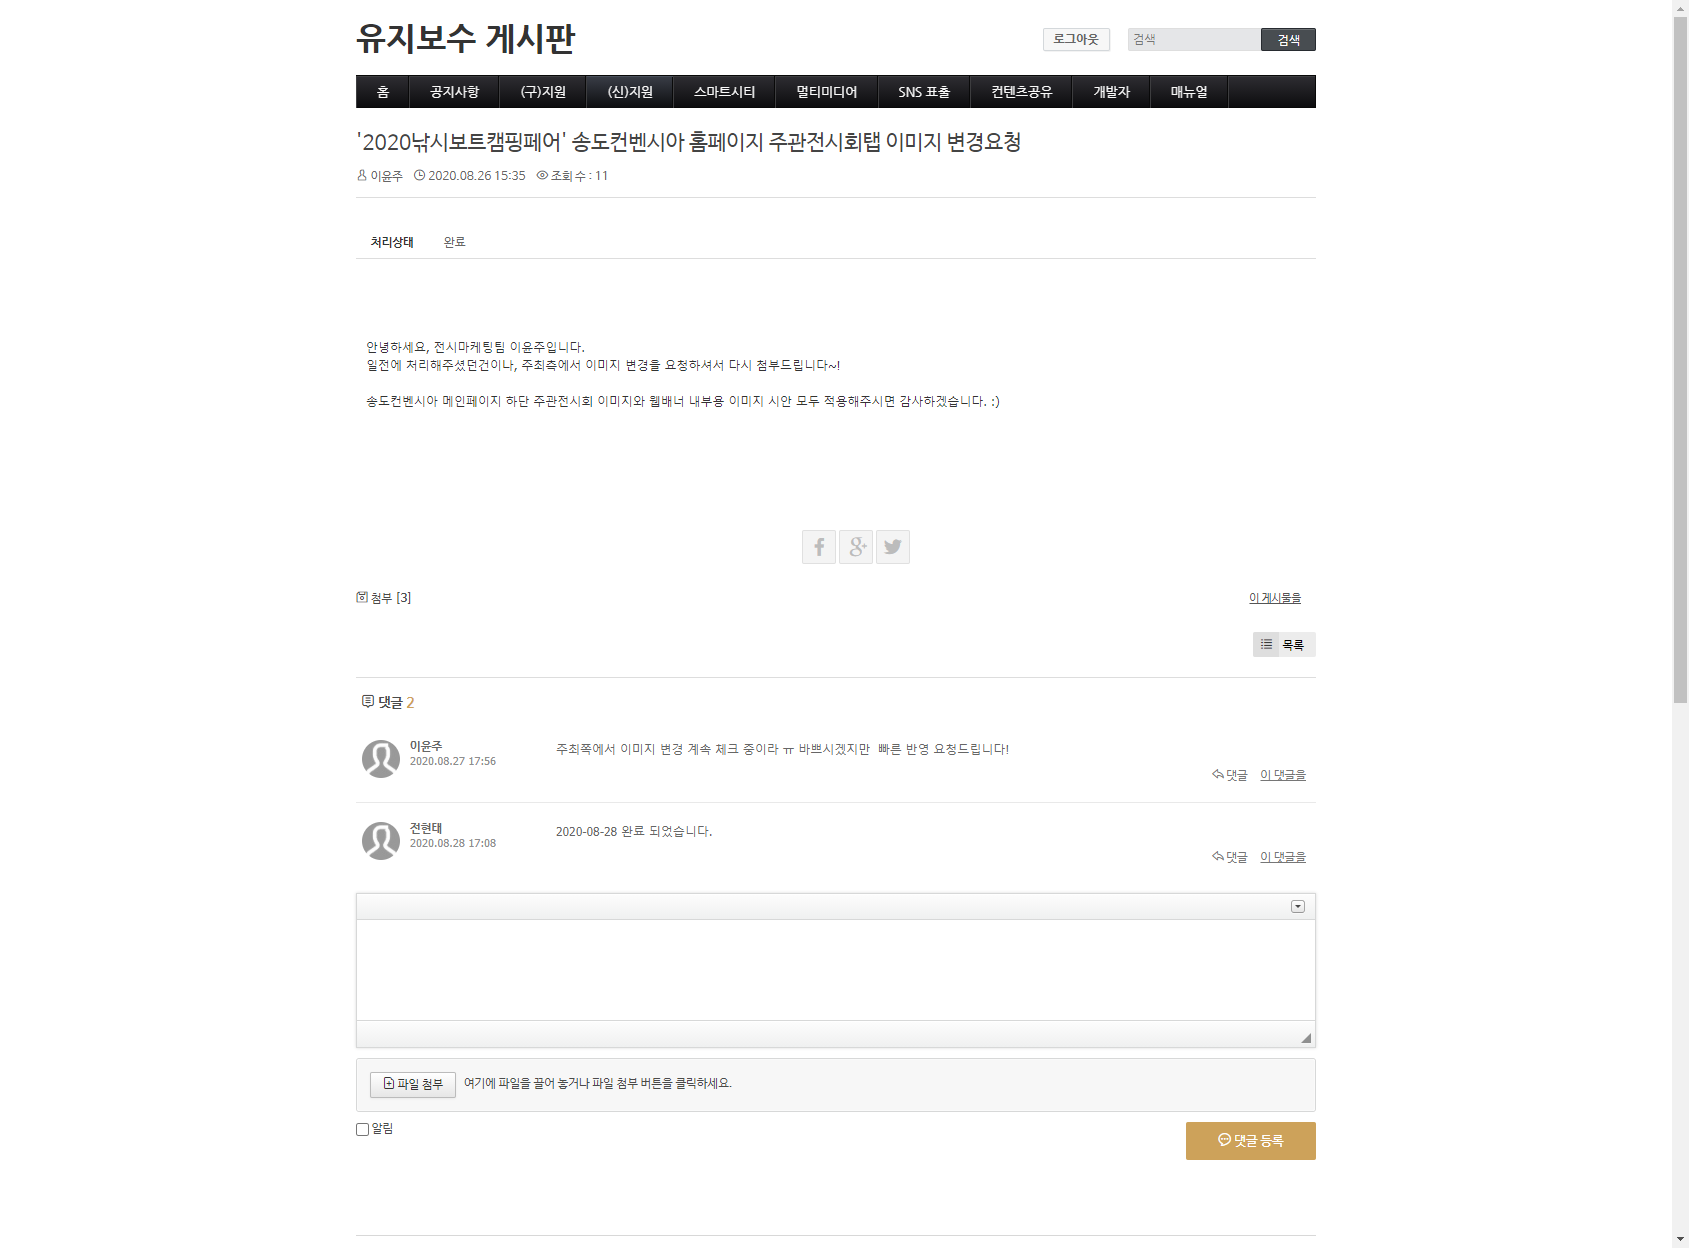 유지보수 게시판
로그아웃
검색
검색
홈 공지사항 (구)지원 (신)지원 스마트시티 멀티미디어 SNS 표출 컨텐츠공유 개발자 매뉴얼
'2020낚시보트캠핑페어' 송도컨벤시아 홈페이지 주관전시회탭 이미지 변경요청
이윤주 2020.08.26 15:35 조회 수 : 11
처리상태 완료
안녕하세요, 전시마케팅팀 이윤주입니다.
일전에 처리해주셨던건이나, 주최측에서 이미지 변경을 요청하셔서 다시 첨부드립니다~!
송도컨벤시아 메인페이지 하단 주관전시회 이미지와 웹배너 내부용 이미지 시안 모두 적용해주시면 감사하겠습니다. :)
첨부 [3]
이 게시물을
목록
댓글 2
이윤주
2020.08.27 17:56
주최쪽에서 이미지 변경 계속 체크 중이라 ㅠ 바쁘시겠지만 빠른 반영 요청드립니다!
댓글 이 댓글을
전현태
2020.08.28 17:08
2020-08-28 완료 되었습니다.
댓글 이 댓글을
파일 첨부 여기에 파일을 끌어 놓거나 파일 첨부 버튼을 클릭하세요.
알림
댓글 등록